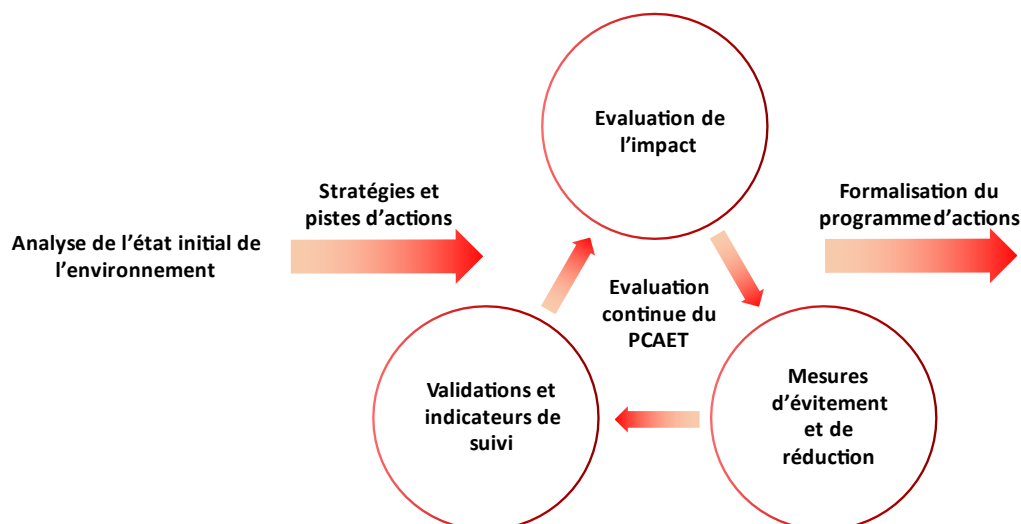 Analyse de l'état initial de
l'environnement
Stratégies et
pistes d'actions
Evaluation de
l'impact
Evaluation
continue du
PCAET
Validations et
indicateurs de
suivi
Mesures
d'évitement
et de
réduction
Formalisation du
programme d'actions